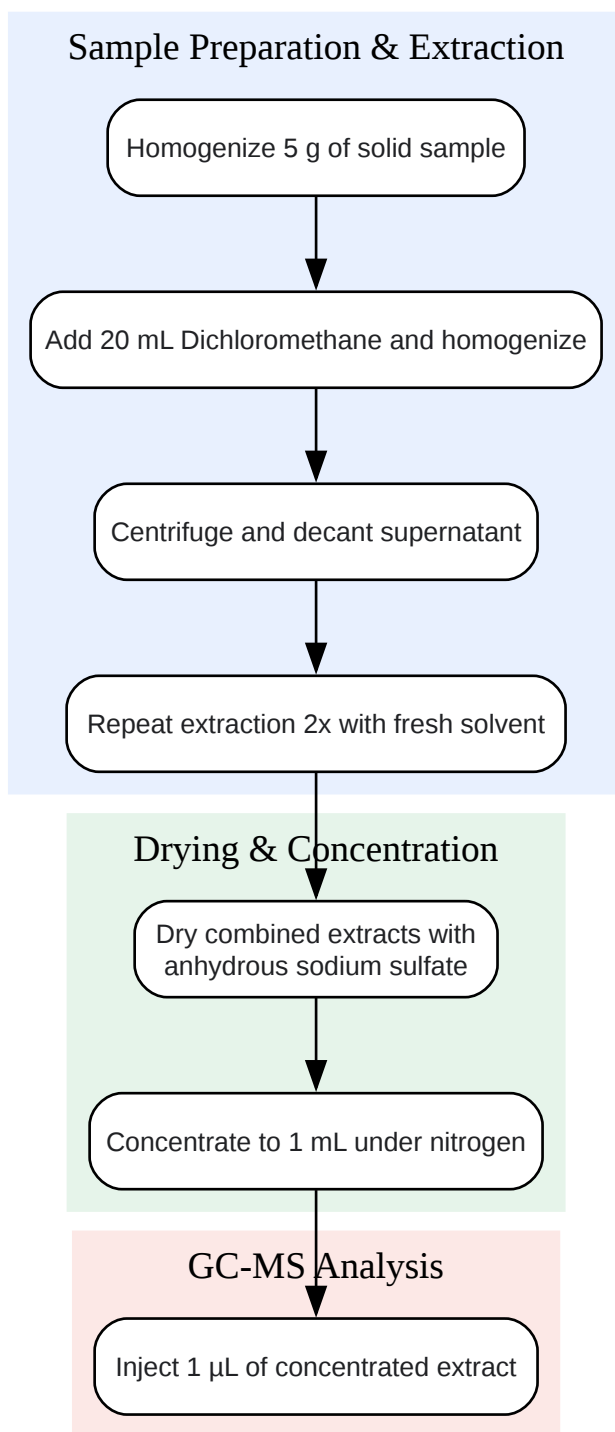 Sample Preparation & Extraction
Homogenize 5 g of solid sample
Add 20 mL Dichloromethane and homogenize
Centrifuge and decant supernatant
Repeat extraction 2x with fresh solvent
Drying & Concentration
Dry combined extracts with
anhydrous sodium sulfate
Concentrate to 1 mL under nitrogen
GC-MS Analysis
Inject 1 µL of concentrated extract